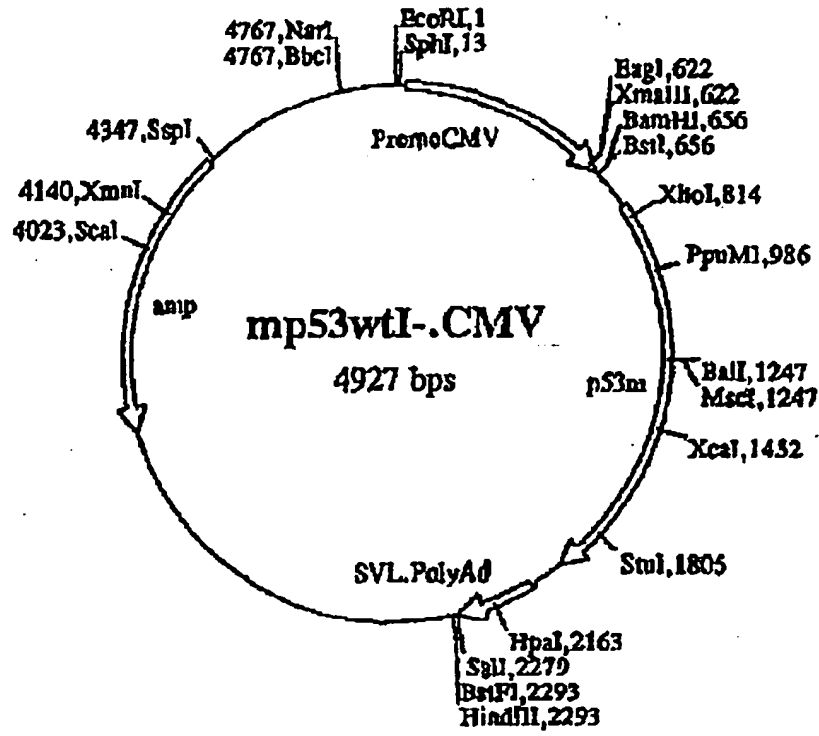 EcoRI,1
SphI,13
4767,NarI
4767,BbcI
EagI,622
XmaIII,622
BamHI,656
BstI,656
PromoCMV
4347,SspI
XhoI,814
4140,XmnI
4023,ScaI
PpuMI,986
amp
mp53wtI-.CMV
4927 bps
p53m
BalI,1247
MscI,1247
XcaI,1452
SVL.PolyAd
StuI,1805
HpaI,2163
SalI,2279
BstFI,2293
HindIII,2293